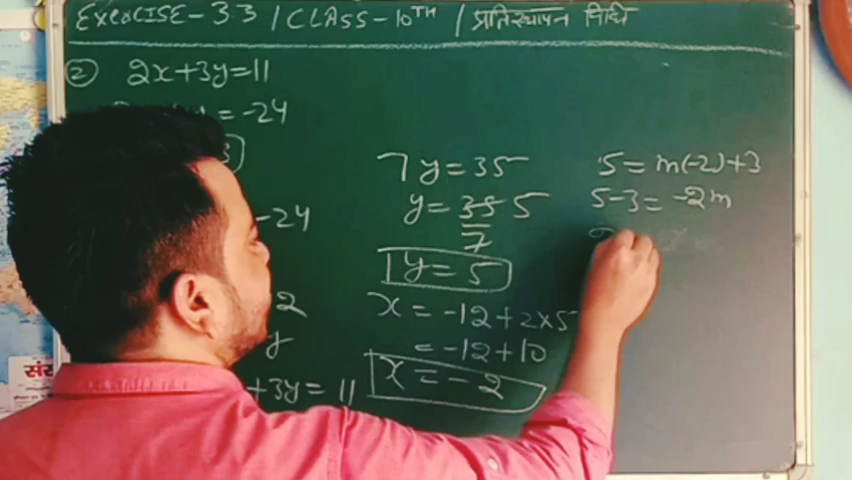 Exercise-3.3 / CLASS-10TH / प्रतिस्थापन विधि
② 2x+3y=11
= -24
-24
2
y
+3y=11
7y=35
y=35/7 5
y=5
x=-12+2×5
=-12+10
x=-2
5=m(-2)+3
5-3=-2m
संस